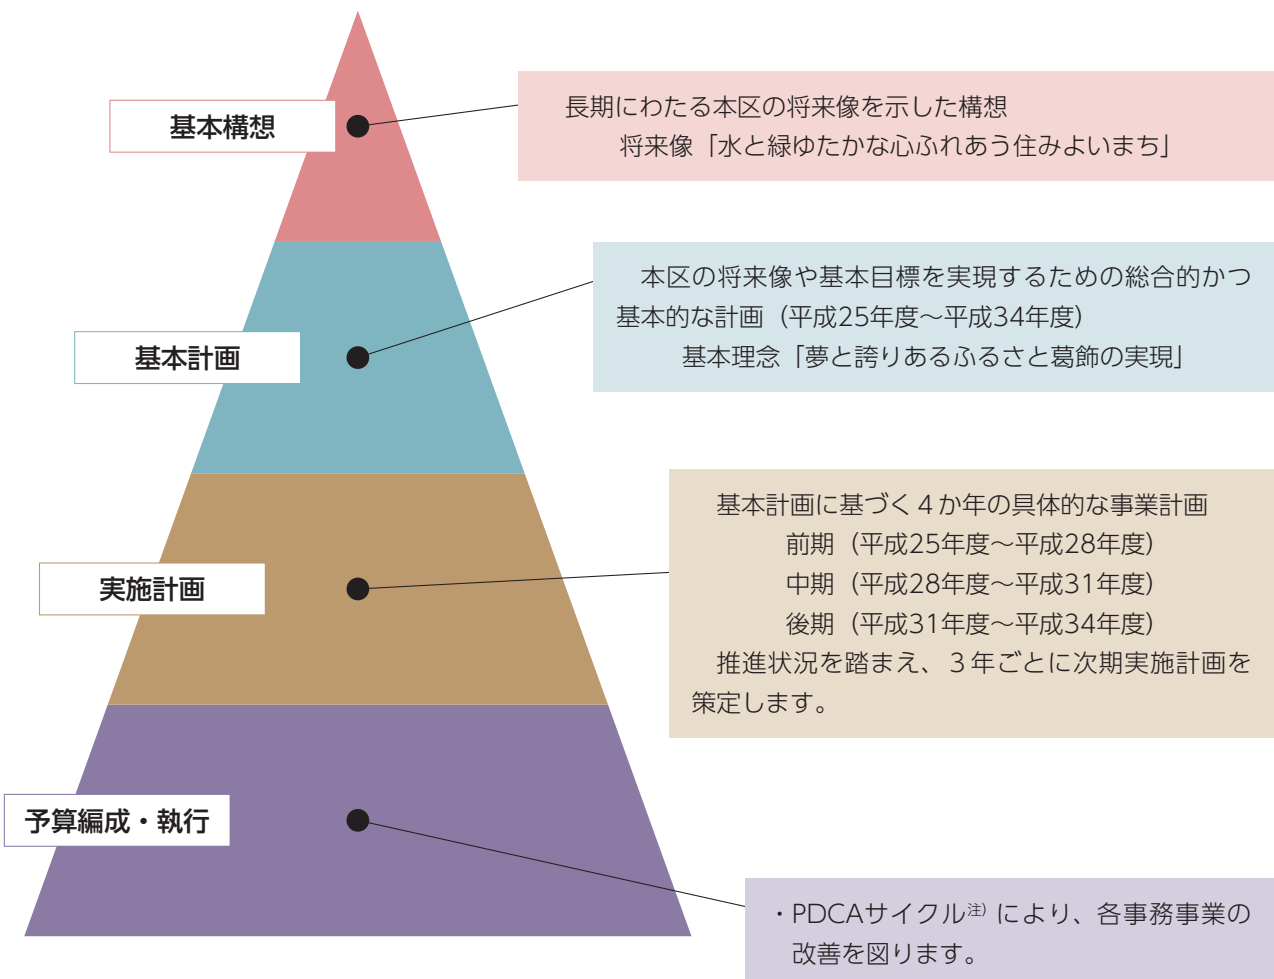 基本構想
長期にわたる本区の将来像を示した構想
将来像「水と緑ゆたかな心ふれあう住みよいまち」
基本計画
本区の将来像や基本目標を実現するための総合的かつ
基本的な計画（平成25年度～平成34年度）
基本理念「夢と誇りあるふるさと葛飾の実現」
実施計画
基本計画に基づく４か年の具体的な事業計画
前期（平成25年度～平成28年度）
中期（平成28年度～平成31年度）
後期（平成31年度～平成34年度）
推進状況を踏まえ、３年ごとに次期実施計画を
策定します。
予算編成・執行
・PDCAサイクル注）により、各事務事業の
改善を図ります。